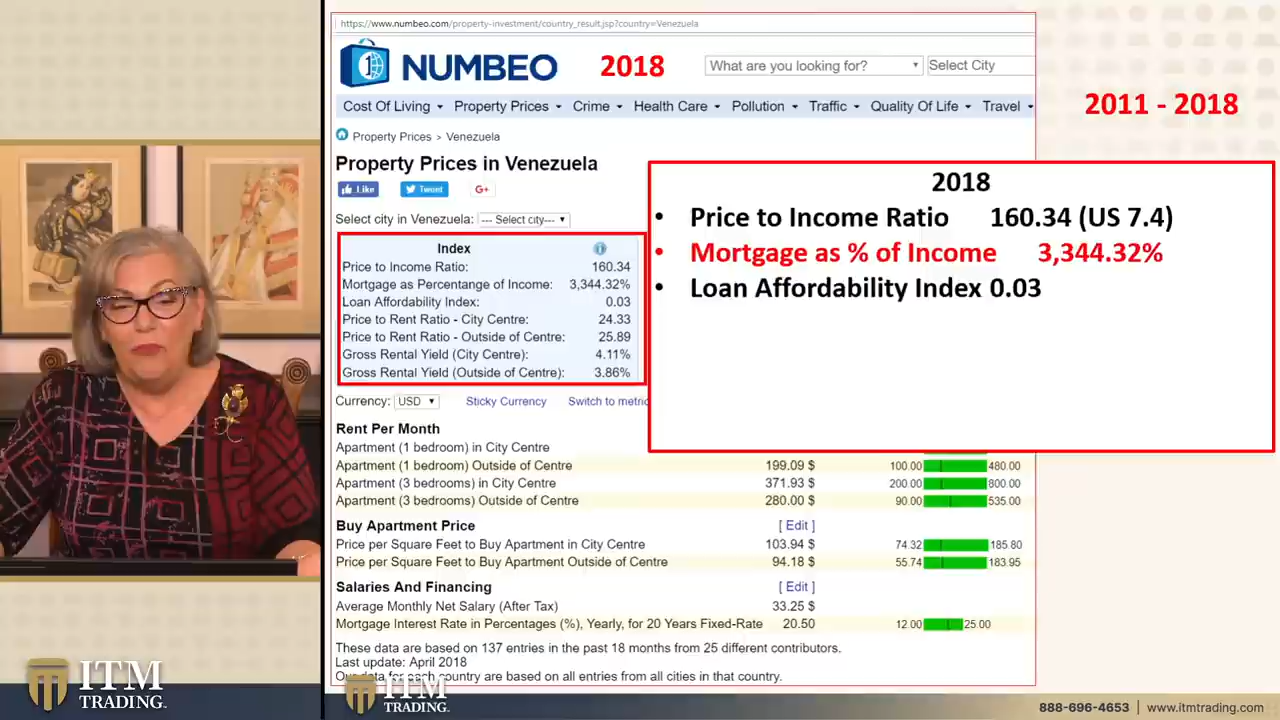 https://www.numbeo.com/property-investment/country_result.jsp?country=Venezuela
NUMBEO
2018
What are you looking for?
Select City
2011 - 2018
Cost Of Living Property Prices Crime Health Care Pollution Traffic Quality Of Life Travel
Property Prices > Venezuela
Property Prices in Venezuela
Like Tweet G+
Select city in Venezuela: --- Select city---
Index
Price to Income Ratio: 160.34
Mortgage as Percentange of Income: 3,344.32%
Loan Affordability Index: 0.03
Price to Rent Ratio - City Centre: 24.33
Price to Rent Ratio - Outside of Centre: 25.89
Gross Rental Yield (City Centre): 4.11%
Gross Rental Yield (Outside of Centre): 3.86%
2018
• Price to Income Ratio 160.34 (US 7.4)
• Mortgage as % of Income 3,344.32%
• Loan Affordability Index 0.03
Currency: USD Sticky Currency Switch to metric
Rent Per Month
Apartment (1 bedroom) in City Centre
Apartment (1 bedroom) Outside of Centre 199.09 $ 100.00 480.00
Apartment (3 bedrooms) in City Centre 371.93 $ 200.00 800.00
Apartment (3 bedrooms) Outside of Centre 280.00 $ 90.00 535.00
Buy Apartment Price [ Edit ]
Price per Square Feet to Buy Apartment in City Centre 103.94 $ 74.32 185.80
Price per Square Feet to Buy Apartment Outside of Centre 94.18 $ 55.74 183.95
Salaries And Financing [ Edit ]
Average Monthly Net Salary (After Tax) 33.25 $
Mortgage Interest Rate in Percentages (%), Yearly, for 20 Years Fixed-Rate 20.50 12.00 25.00
These data are based on 137 entries in the past 18 months from 25 different contributors.
Last update: April 2018
Our data for each country are based on all entries from all cities in that country.
ITM
TRADING.
ITM
TRADING.
888-696-4653 | www.itmtrading.com